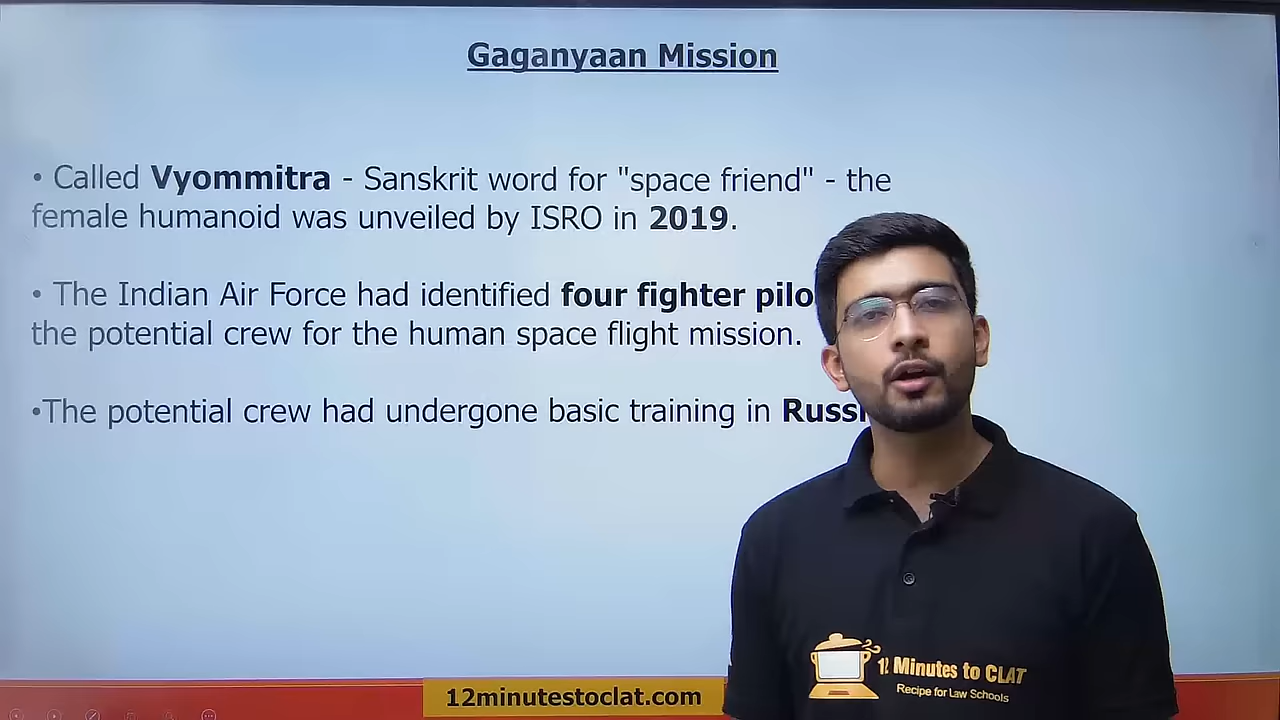 Gaganyaan Mission
• Called Vyommitra - Sanskrit word for "space friend" - the
female humanoid was unveiled by ISRO in 2019.
• The Indian Air Force had identified four fighter
the potential crew for the human space flight mission.
•The potential crew had undergone basic training in
12 Minutes to CLAT
Recipe for Law Schools
12minutestoclat.com